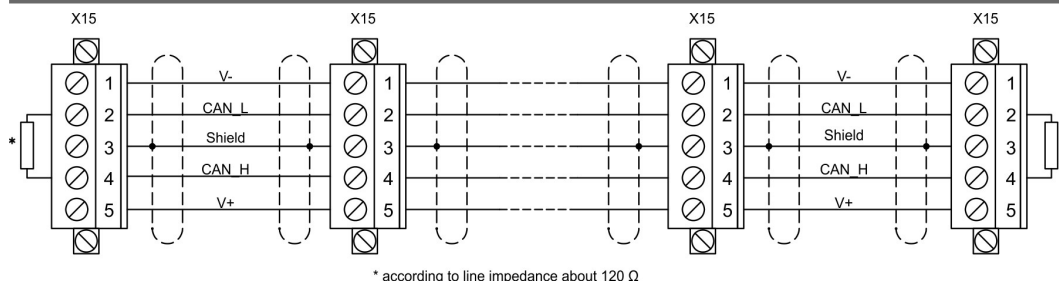 X15 X15 X15 X15
1 V- 1 1 V- 1
2 CAN_L 2 2 CAN_L 2
* 3 Shield 3 3 Shield 3
4 CAN_H 4 4 CAN_H 4
5 V+ 5 5 V+ 5
* according to line impedance about 120 Ω